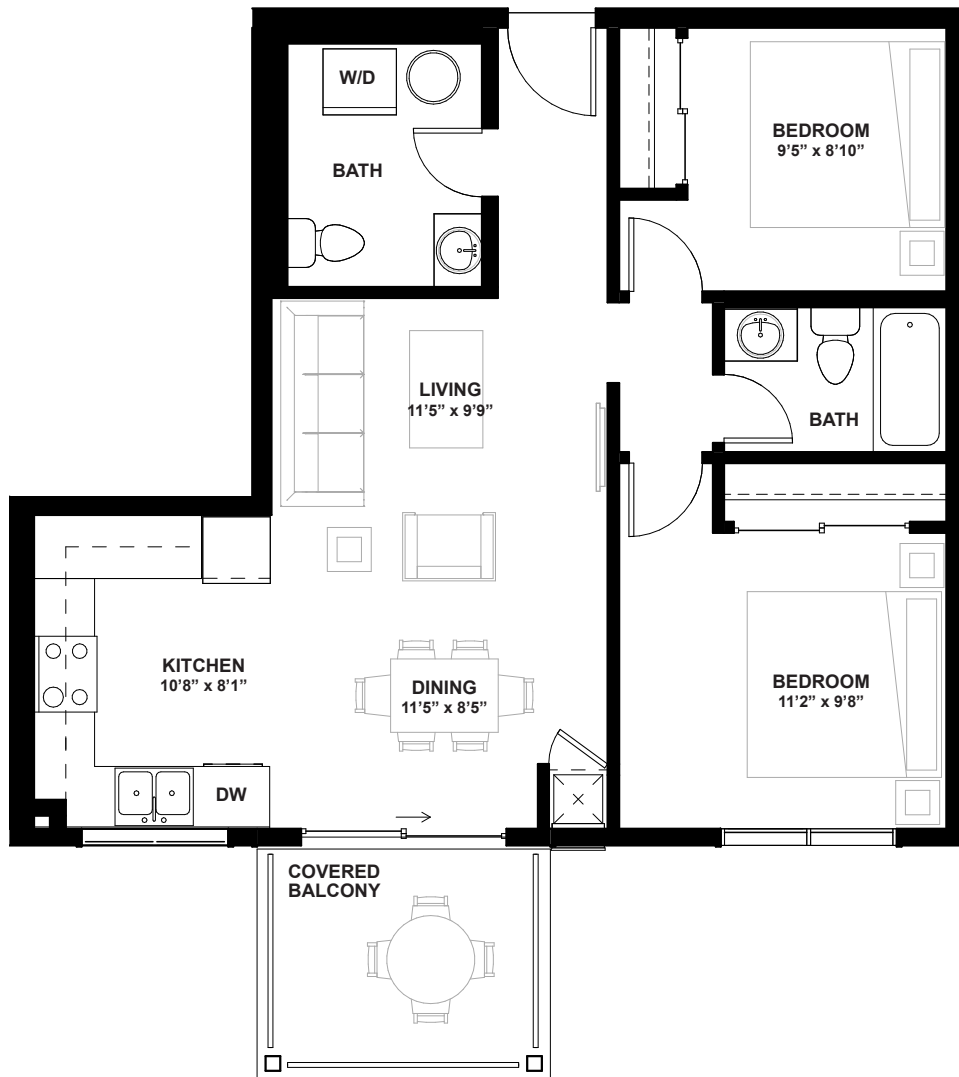 W/D
BATH
BEDROOM
9’5” x 8’10”
LIVING
11’5” x 9’9”
BATH
KITCHEN
10’8” x 8’1”
DINING
11’5” x 8’5”
BEDROOM
11’2” x 9’8”
DW
COVERED
BALCONY